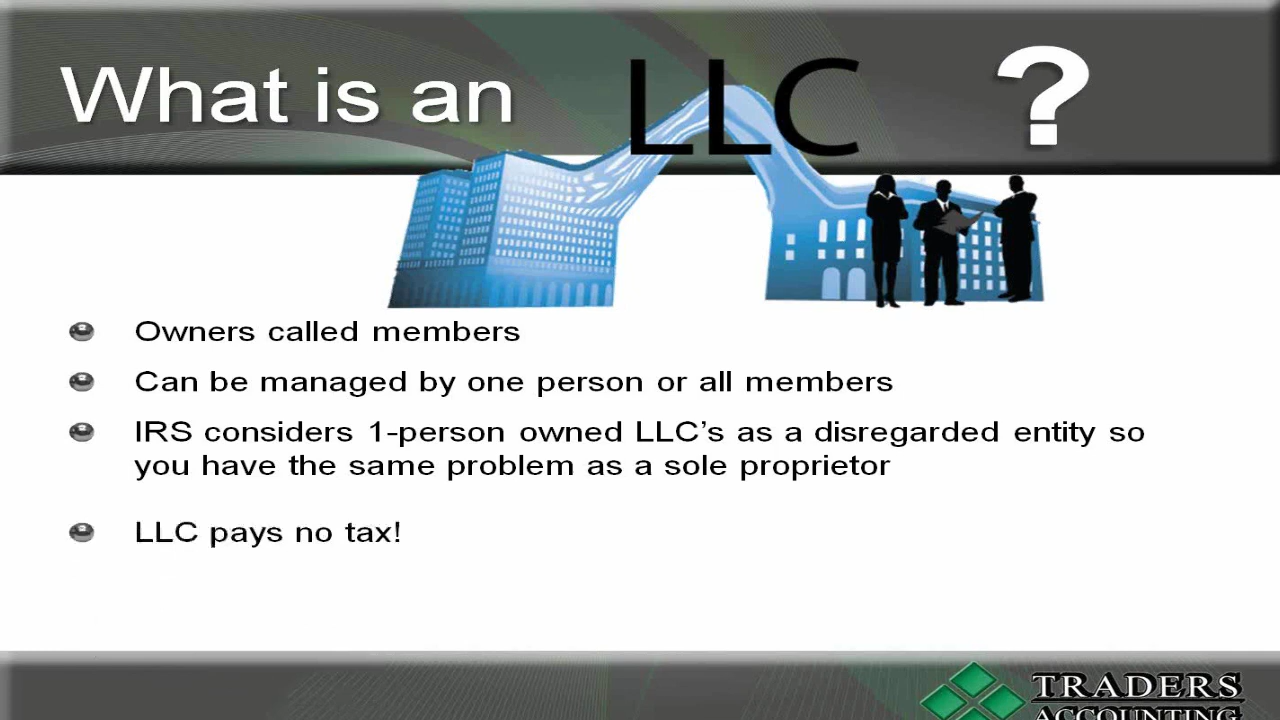 What is an LLC ?
Owners called members
Can be managed by one person or all members
IRS considers 1-person owned LLC’s as a disregarded entity so
you have the same problem as a sole proprietor
LLC pays no tax!
TRADERS
ACCOUNTING